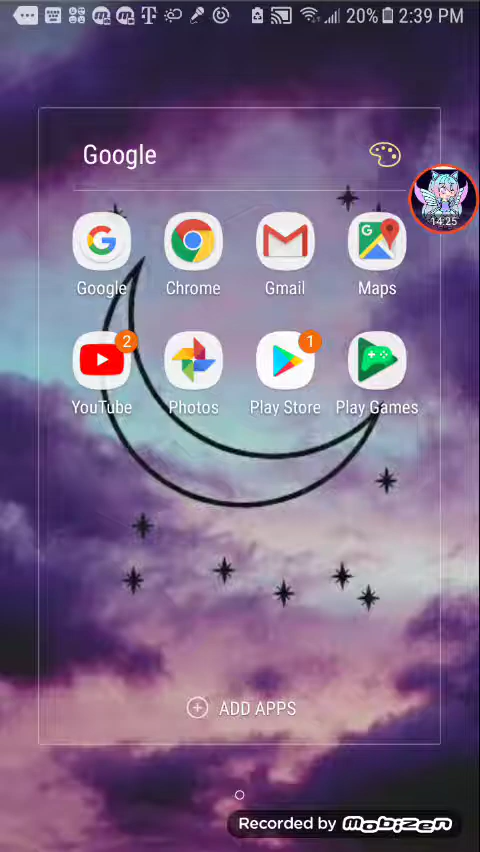 20% 2:39 PM
Google
14:25
Google Chrome Gmail Maps
2 1
YouTube Photos Play Store Play Games
ADD APPS
Recorded by mobizen